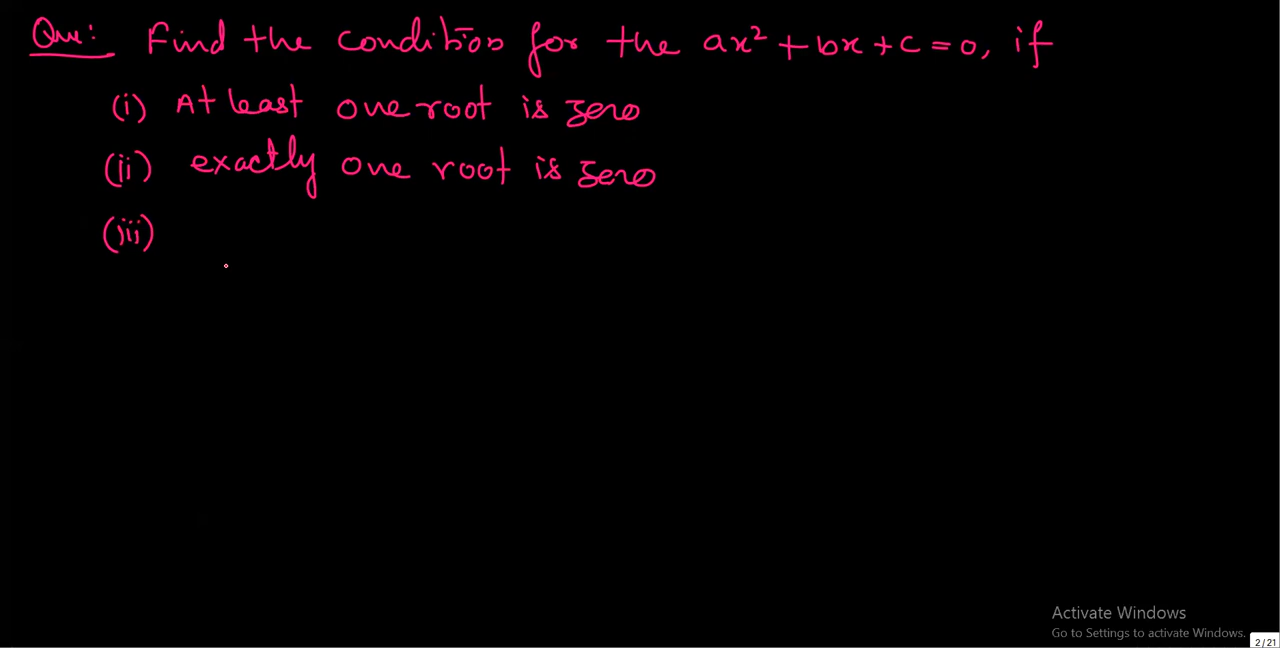 Que: Find the condition for the ax² + bx + c = 0, if
(i) At least one root is zero
(ii) exactly one root is zero
(iii)
Activate Windows
Go to Settings to activate Windows.
2/21